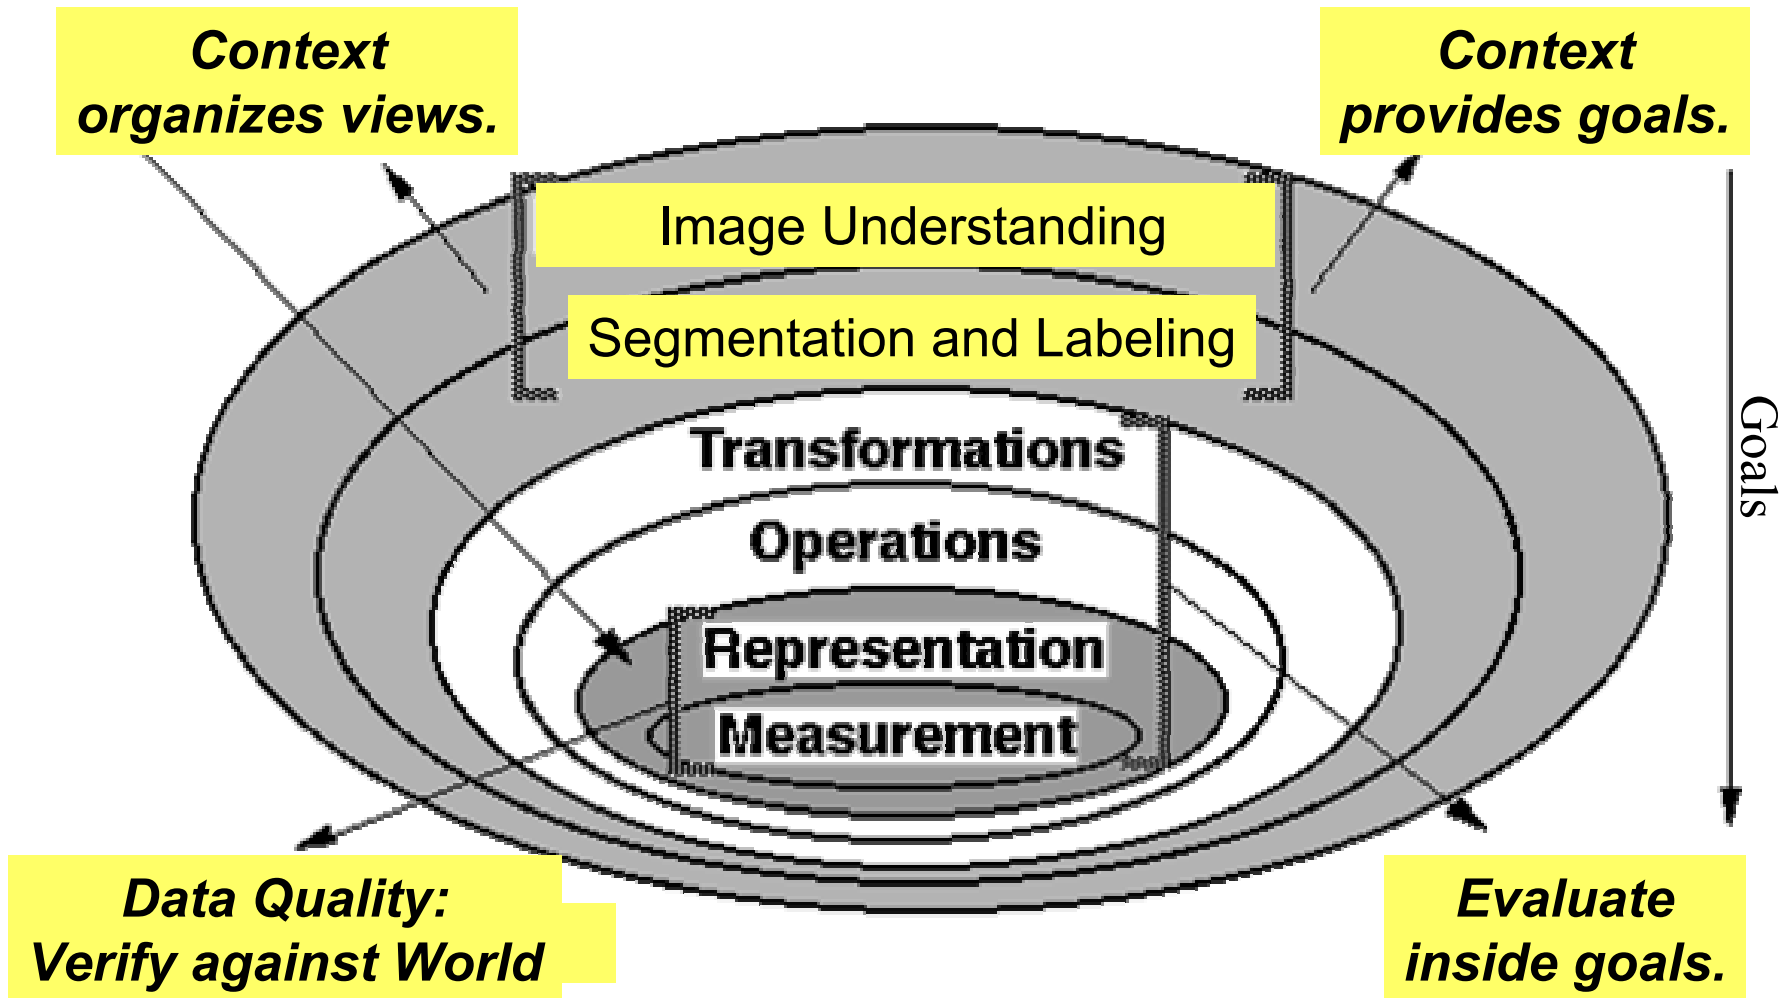 Context
organizes views.
Context
provides goals.
Image Understanding
Segmentation and Labeling
Transformations
Operations
Representation
Measurement
Goals
Data Quality:
Verify against World
Evaluate
inside goals.